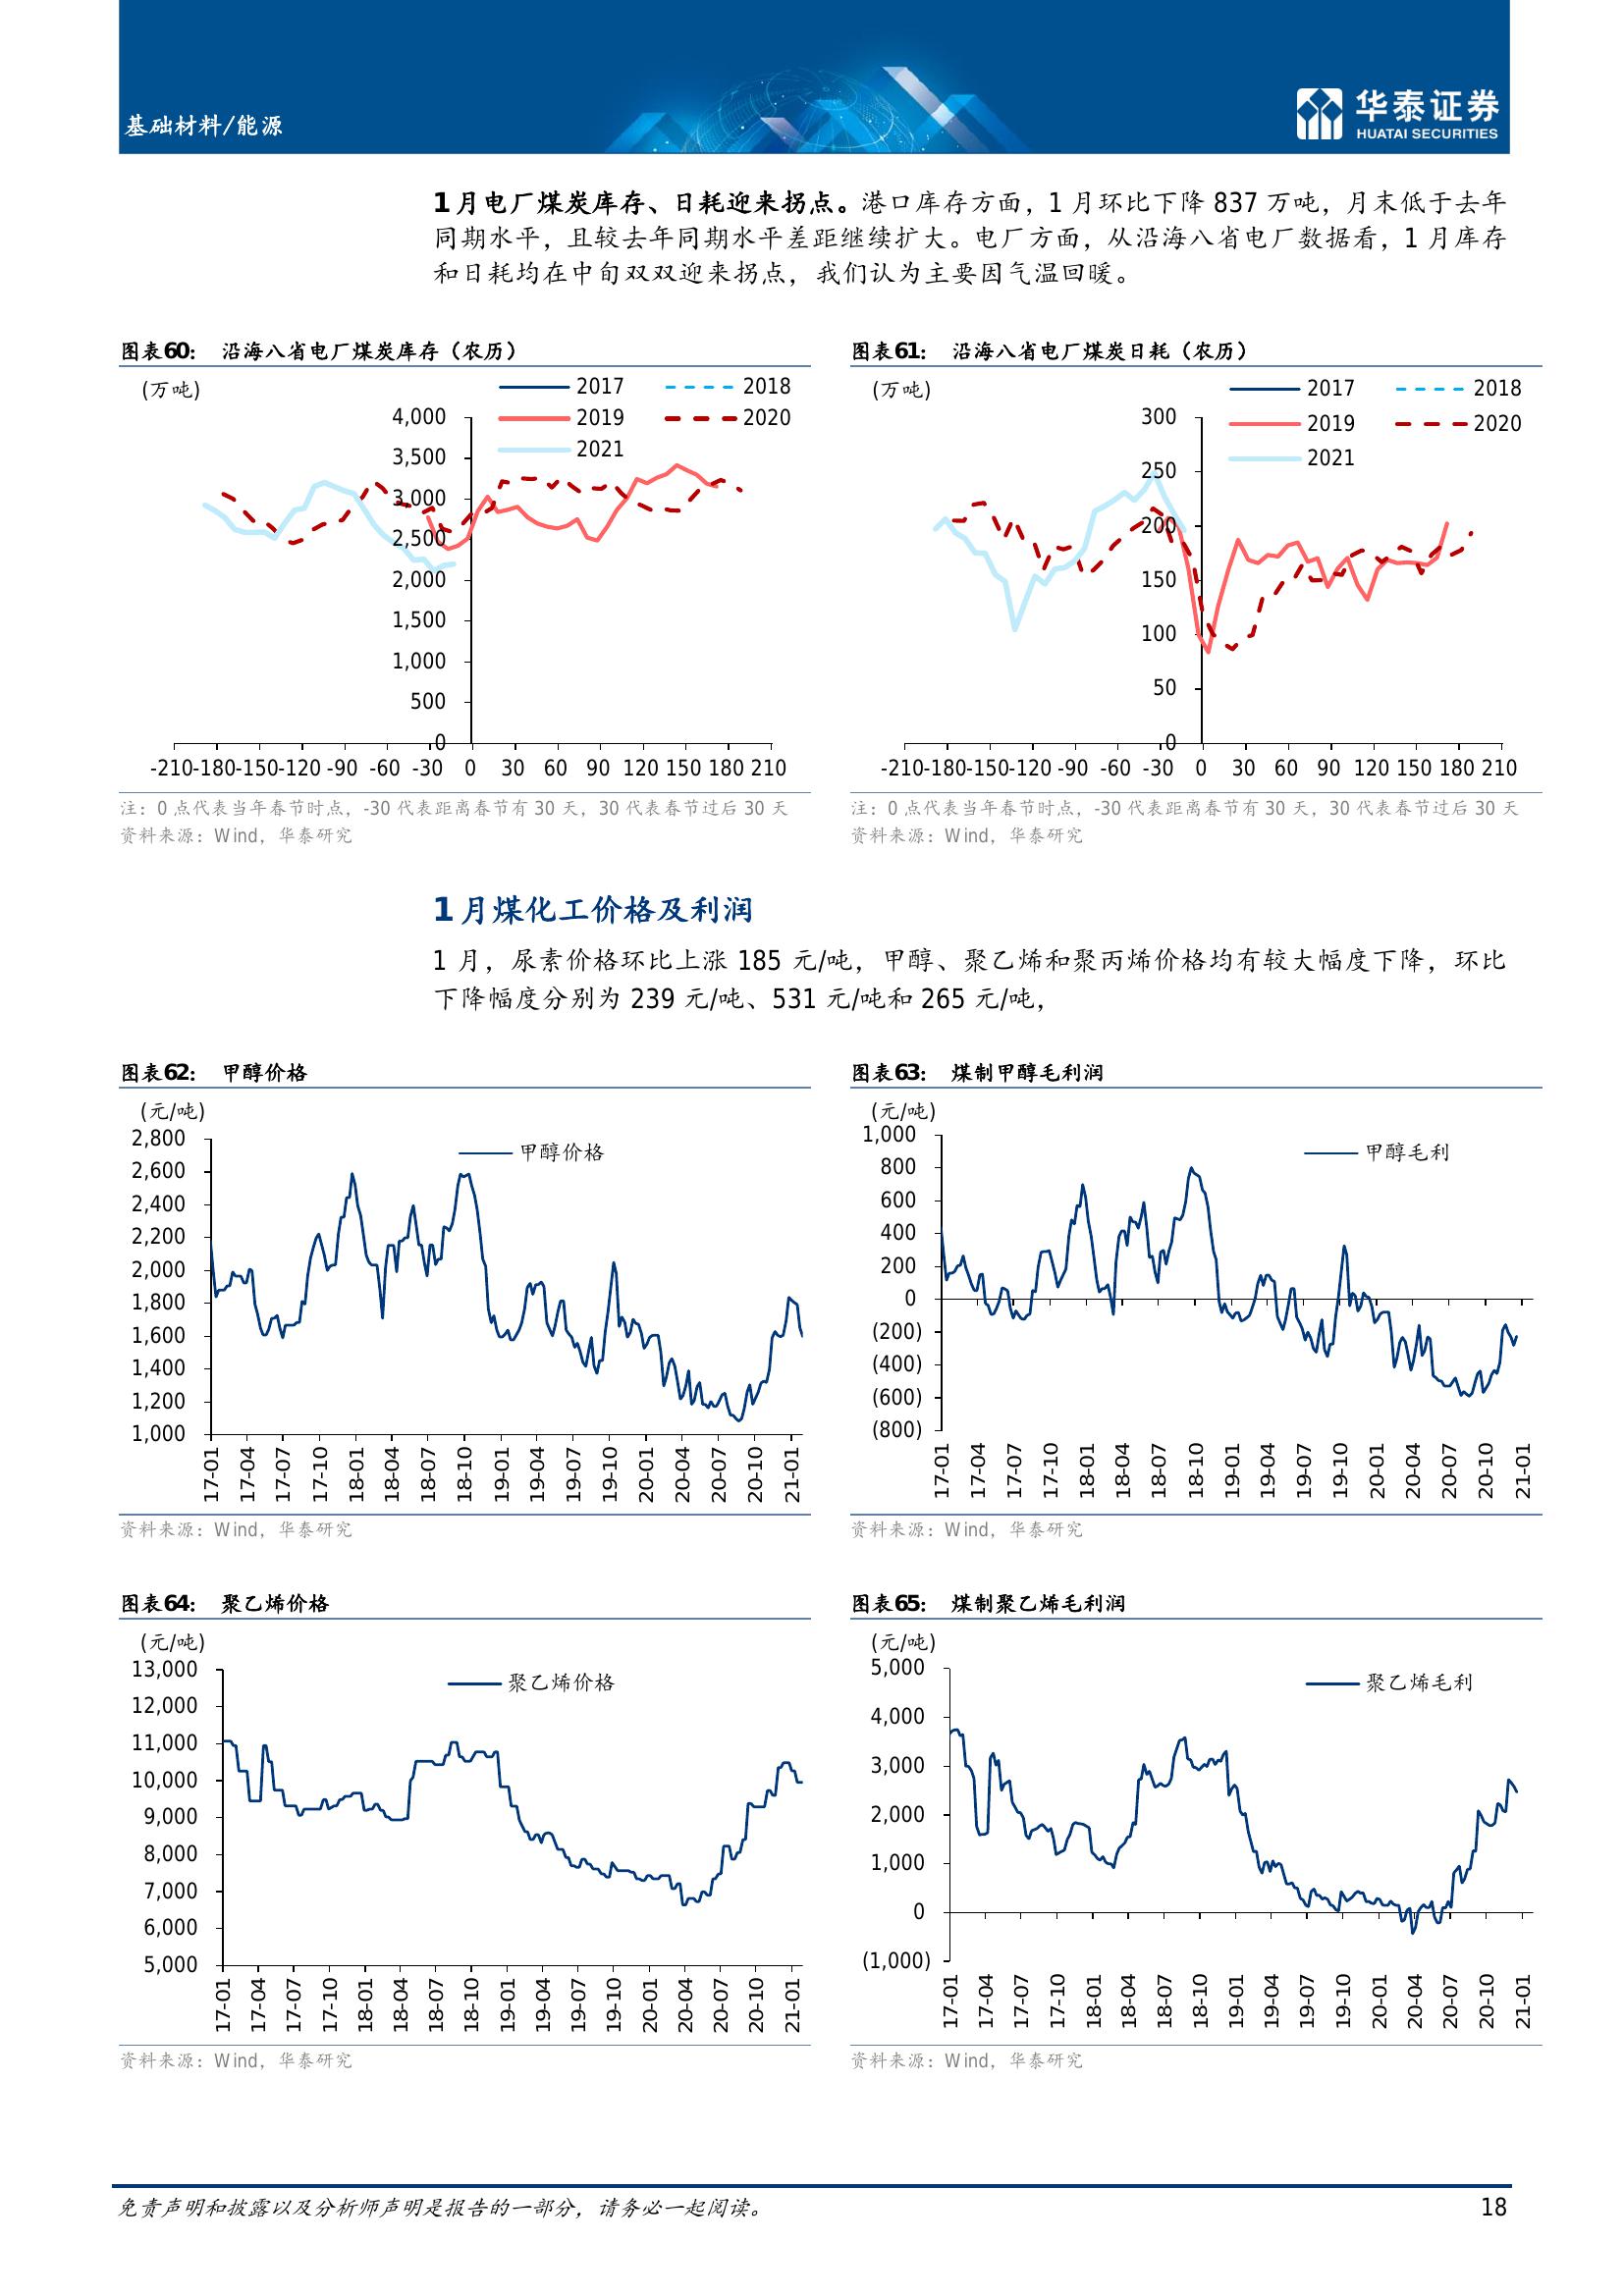 基础材料/能源
华泰证券
HUATAI SECURITIES
1 月电厂煤炭库存、日耗迎来拐点。港口库存方面，1 月环比下降 837 万吨，月末低于去年
同期水平，且较去年同期水平差距继续扩大。电厂方面，从沿海八省电厂数据看，1 月库存
和日耗均在中旬双双迎来拐点，我们认为主要因气温回暖。
图表60： 沿海八省电厂煤炭库存（农历）
(万吨)
2017 2018
2019 2020
2021
4,000
3,500
3,000
2,500
2,000
1,500
1,000
500
0
-210 -180 -150 -120 -90 -60 -30 0 30 60 90 120 150 180 210
注：0 点代表当年春节时点，-30 代表距离春节有 30 天，30 代表春节过后 30 天
资料来源：Wind，华泰研究
图表61： 沿海八省电厂煤炭日耗（农历）
(万吨)
2017 2018
2019 2020
2021
300
250
200
150
100
50
0
-210 -180 -150 -120 -90 -60 -30 0 30 60 90 120 150 180 210
注：0 点代表当年春节时点，-30 代表距离春节有 30 天，30 代表春节过后 30 天
资料来源：Wind，华泰研究
1 月煤化工价格及利润
1 月，尿素价格环比上涨 185 元/吨，甲醇、聚乙烯和聚丙烯价格均有较大幅度下降，环比
下降幅度分别为 239 元/吨、531 元/吨和 265 元/吨，
图表62： 甲醇价格
(元/吨)
甲醇价格
2,800
2,600
2,400
2,200
2,000
1,800
1,600
1,400
1,200
1,000
17-01 17-04 17-07 17-10 18-01 18-04 18-07 18-10 19-01 19-04 19-07 19-10 20-01 20-04 20-07 20-10 21-01
资料来源：Wind，华泰研究
图表63： 煤制甲醇毛利润
(元/吨)
甲醇毛利
1,000
800
600
400
200
0
(200)
(400)
(600)
(800)
17-01 17-04 17-07 17-10 18-01 18-04 18-07 18-10 19-01 19-04 19-07 19-10 20-01 20-04 20-07 20-10 21-01
资料来源：Wind，华泰研究
图表64： 聚乙烯价格
(元/吨)
聚乙烯价格
13,000
12,000
11,000
10,000
9,000
8,000
7,000
6,000
5,000
17-01 17-04 17-07 17-10 18-01 18-04 18-07 18-10 19-01 19-04 19-07 19-10 20-01 20-04 20-07 20-10 21-01
资料来源：Wind，华泰研究
图表65： 煤制聚乙烯毛利润
(元/吨)
聚乙烯毛利
5,000
4,000
3,000
2,000
1,000
0
(1,000)
17-01 17-04 17-07 17-10 18-01 18-04 18-07 18-10 19-01 19-04 19-07 19-10 20-01 20-04 20-07 20-10 21-01
资料来源：Wind，华泰研究
免责声明和披露以及分析师声明是报告的一部分，请务必一起阅读。
18